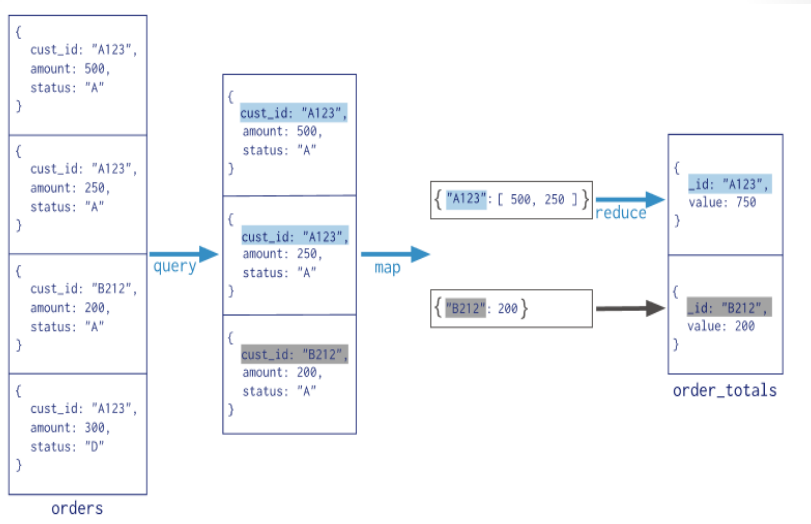 {
cust_id: "A123",
amount: 500,
status: "A"
}
{
cust_id: "A123",
amount: 250,
status: "A"
}
{
cust_id: "B212",
amount: 200,
status: "A"
}
{
cust_id: "A123",
amount: 300,
status: "D"
}
orders
query
{
cust_id: "A123",
amount: 500,
status: "A"
}
{
cust_id: "A123",
amount: 250,
status: "A"
}
{
cust_id: "B212",
amount: 200,
status: "A"
}
map
{ "A123": [ 500, 250 ] }
{ "B212": 200 }
reduce
{
_id: "A123",
value: 750
}
{
_id: "B212",
value: 200
}
order_totals